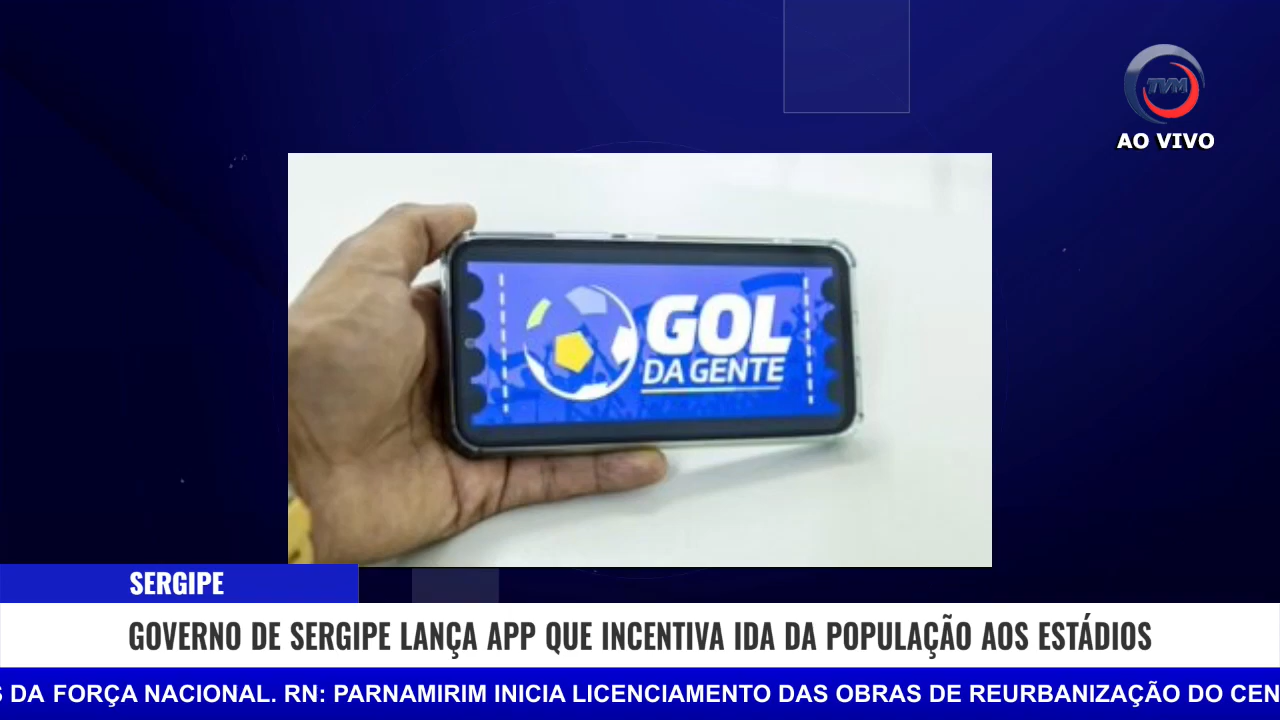 TVM
AO VIVO
GOL
DA GENTE
SERGIPE
GOVERNO DE SERGIPE LANÇA APP QUE INCENTIVA IDA DA POPULAÇÃO AOS ESTÁDIOS
S DA FORÇA NACIONAL. RN: PARNAMIRIM INICIA LICENCIAMENTO DAS OBRAS DE REURBANIZAÇÃO DO CEN